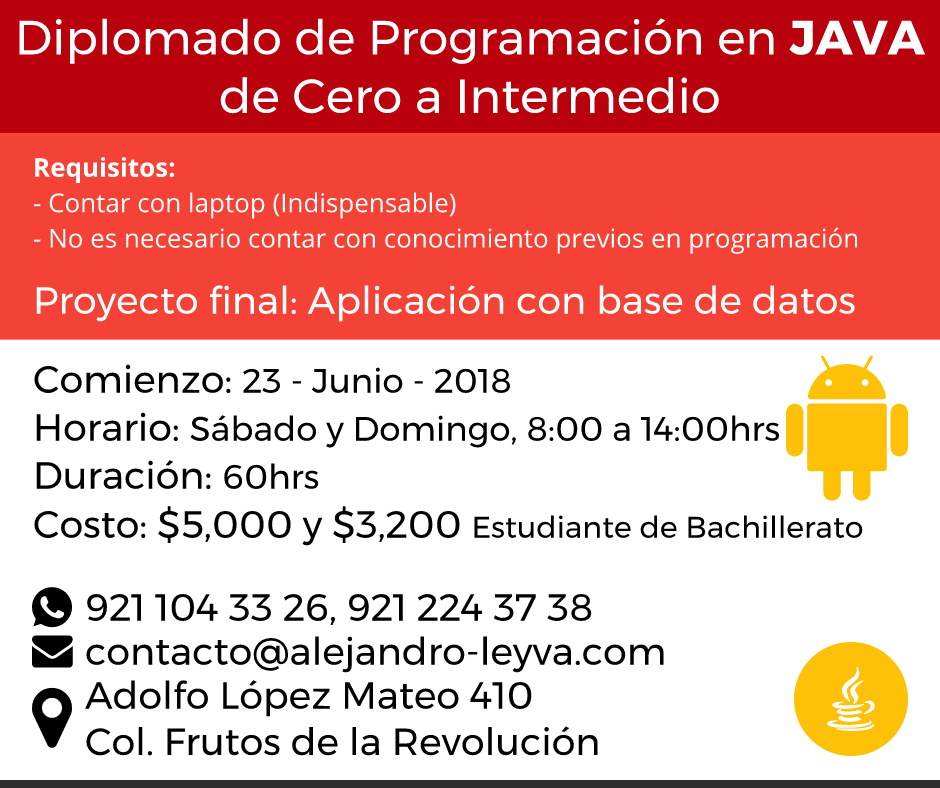 Diplomado de Programación en JAVA
de Cero a Intermedio
Requisitos:
- Contar con laptop (Indispensable)
- No es necesario contar con conocimiento previos en programación
Proyecto final: Aplicación con base de datos
Comienzo: 23 - Junio - 2018
Horario: Sábado y Domingo, 8:00 a 14:00hrs
Duración: 60hrs
Costo: $5,000 y $3,200 Estudiante de Bachillerato
921 104 33 26, 921 224 37 38
contacto@alejandro-leyva.com
Adolfo López Mateo 410
Col. Frutos de la Revolución